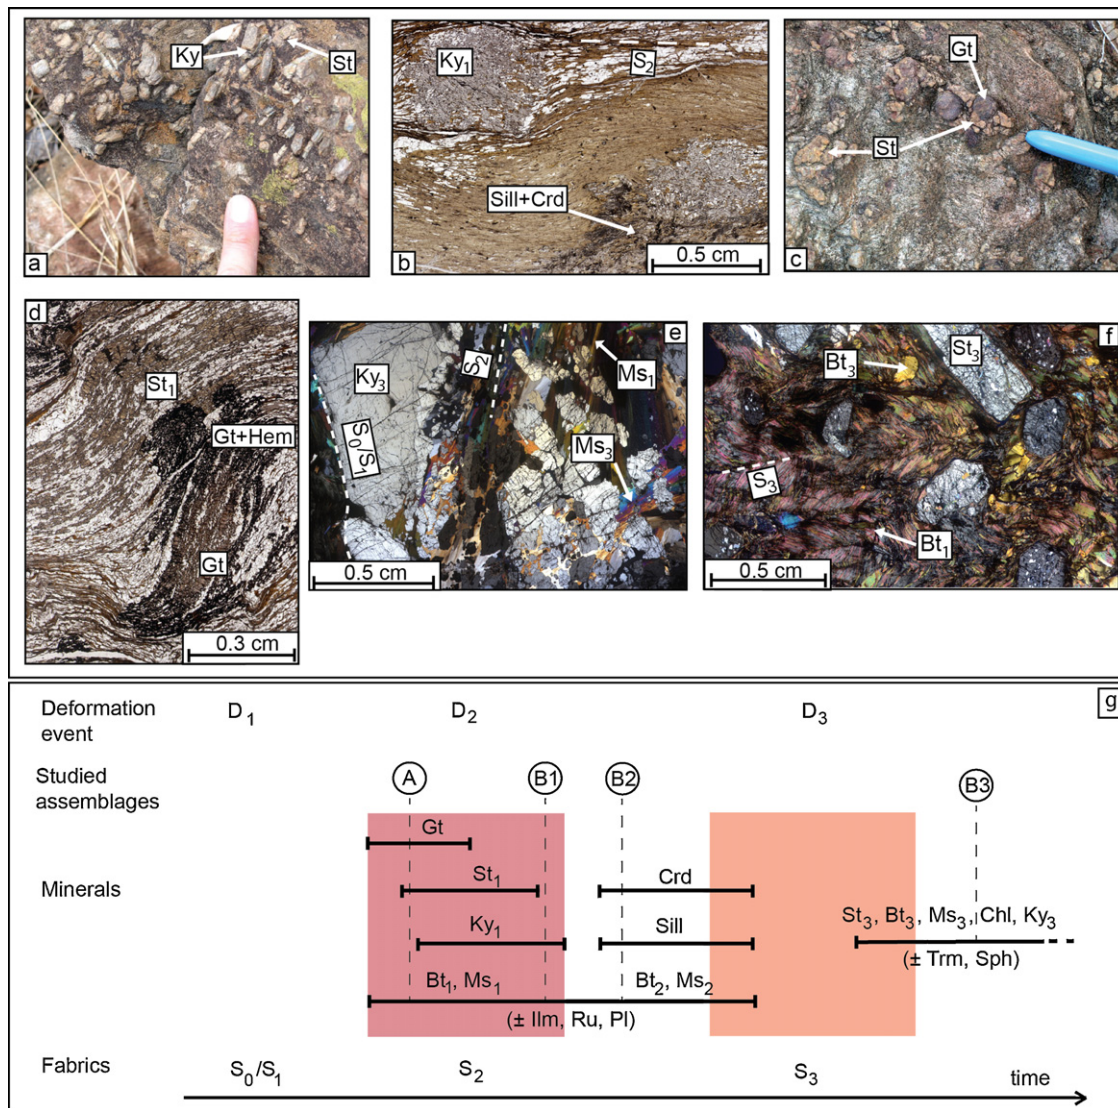 Ky
St
a
Ky₁
S₂
Sill+Crd
0.5 cm
b
Gt
St
c
d
St₁
Gt+Hem
Gt
0.3 cm
e
Ky₃
S₂
Ms₁
S₀/S₁
Ms₃
0.5 cm
f
St₃
Bt₃
S₃
Bt₁
0.5 cm
g
Deformation event
D₁ D₂ D₃
Studied assemblages
A B1 B2 B3
Gt
Minerals
St₁ Crd
St₃, Bt₃, Ms₃, Chl, Ky₃
Ky₁ Sill
(± Trm, Sph)
Bt₁, Ms₁ Bt₂, Ms₂
(± Ilm, Ru, Pl)
Fabrics S₀/S₁ S₂ S₃ time